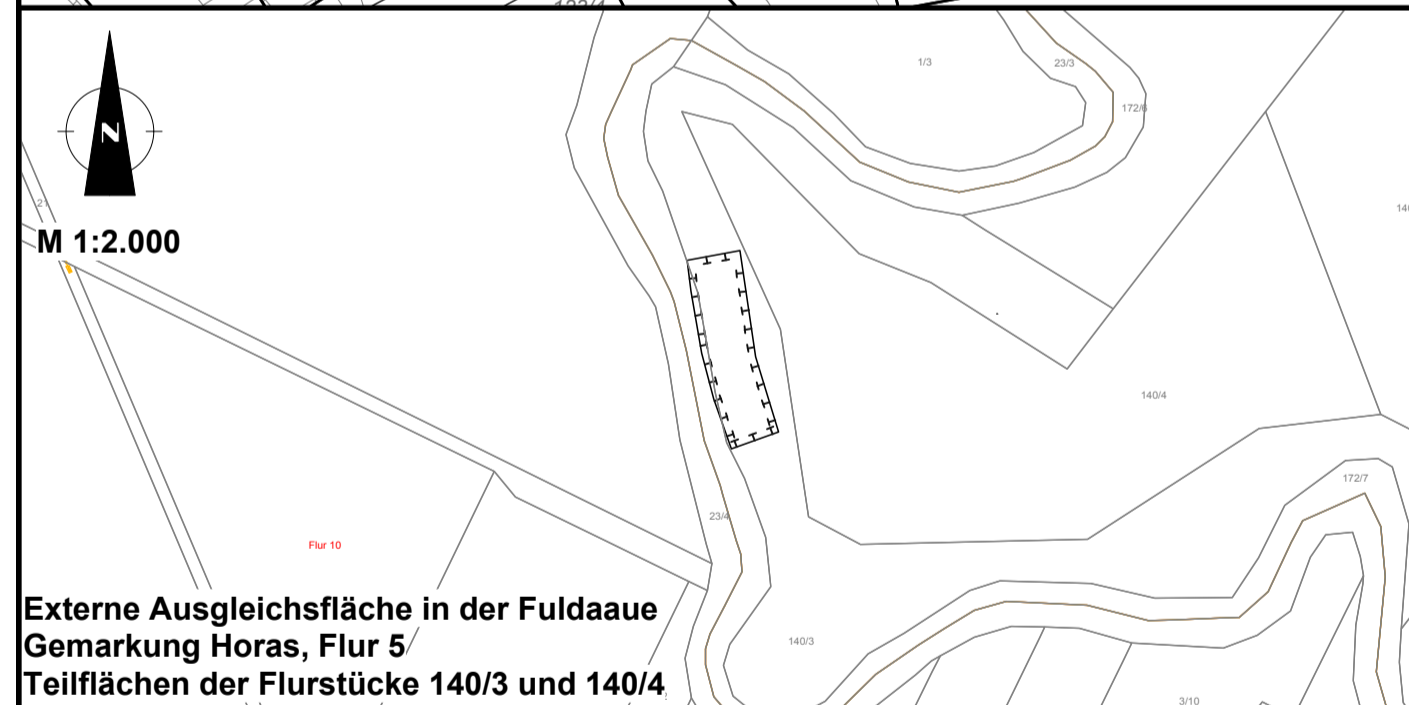 1/3
23/3
172/6
N
21
M 1:2.000
140/4
172/7
23/4
Flur 10
Externe Ausgleichsfläche in der Fuldaaue
Gemarkung Horas, Flur 5
Teilflächen der Flurstücke 140/3 und 140/4
140/3
3/10